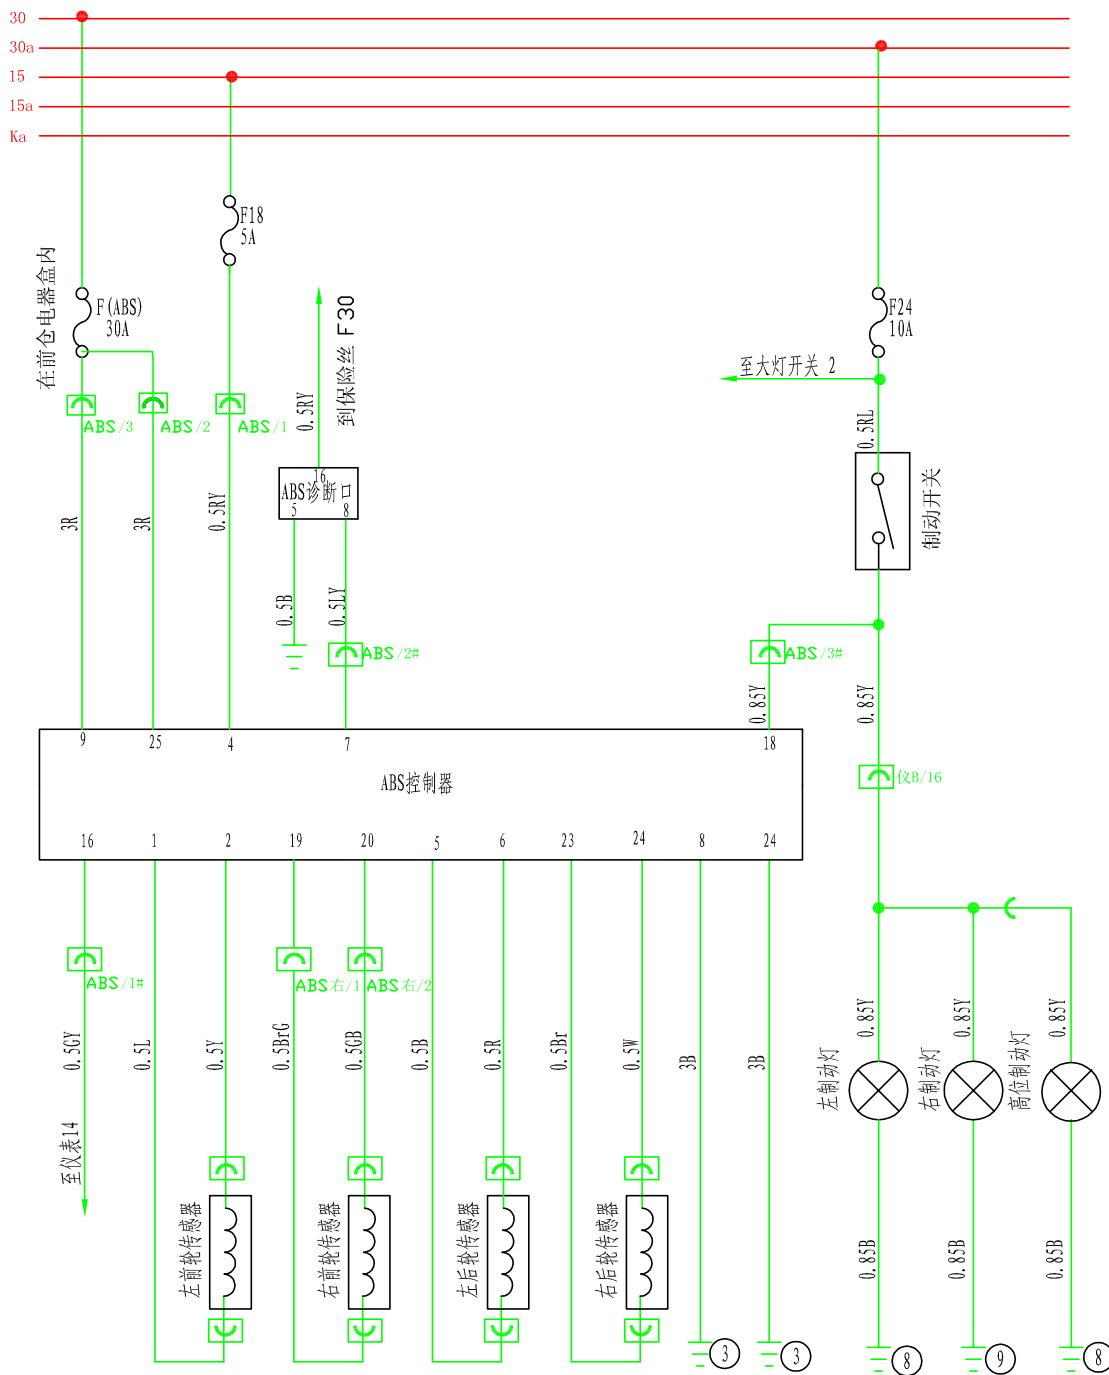 30
30a
15
15a
Ka
F18
5A
在前仓电器盒内
F(ABS)
30A
到保险丝 F30
F24
10A
至大灯开关 2
ABS/3
ABS/2
ABS/1
0.5RY
0.5RL
16
ABS诊断口
5
8
3R
3R
0.5RY
制动开关
0.5B
0.5LY
ABS/2#
ABS/3#
0.85Y
0.85Y
9
25
4
7
18
ABS控制器
仪B/16
16
1
2
19
20
5
6
23
24
8
24
ABS/1#
ABS右/1
ABS右/2
0.5GY
0.5L
0.5Y
0.5BrG
0.5GB
0.5B
0.5R
0.5Br
0.5W
3B
3B
0.85Y
0.85Y
0.85Y
左制动灯
右制动灯
高位制动灯
至仪表14
左前轮传感器
右前轮传感器
左后轮传感器
右后轮传感器
0.85B
0.85B
0.85B
3
3
8
9
8